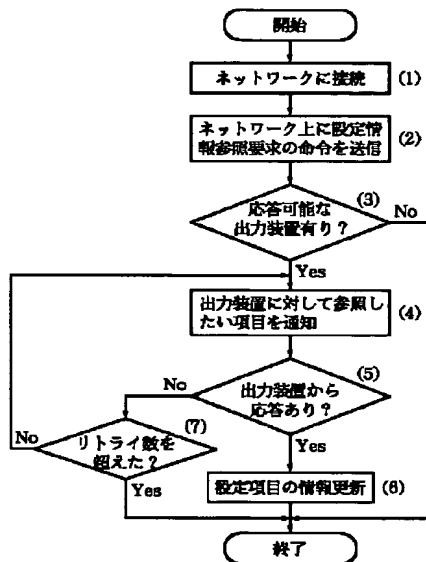 開始
ネットワークに接続
(1)
ネットワーク上に設定情
報参照要求の命令を送信
(2)
(3)
応答可能な
出力装置有り?
No
Yes
出力装置に対して参照し
たい項目を通知
(4)
(5)
出力装置から
応答あり?
No
(7)
リトライ数を
超えた?
No
Yes
Yes
設定項目の情報更新
(6)
終了